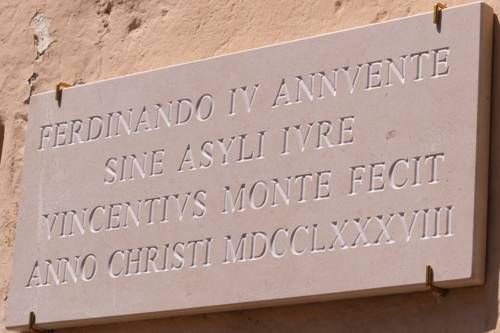 FERDINANDO IV ANNVENTE
SINE ASYLI IVRE
VINCENTIVS MONTE FECIT
ANNO CHRISTI MDCCLXXXVIII